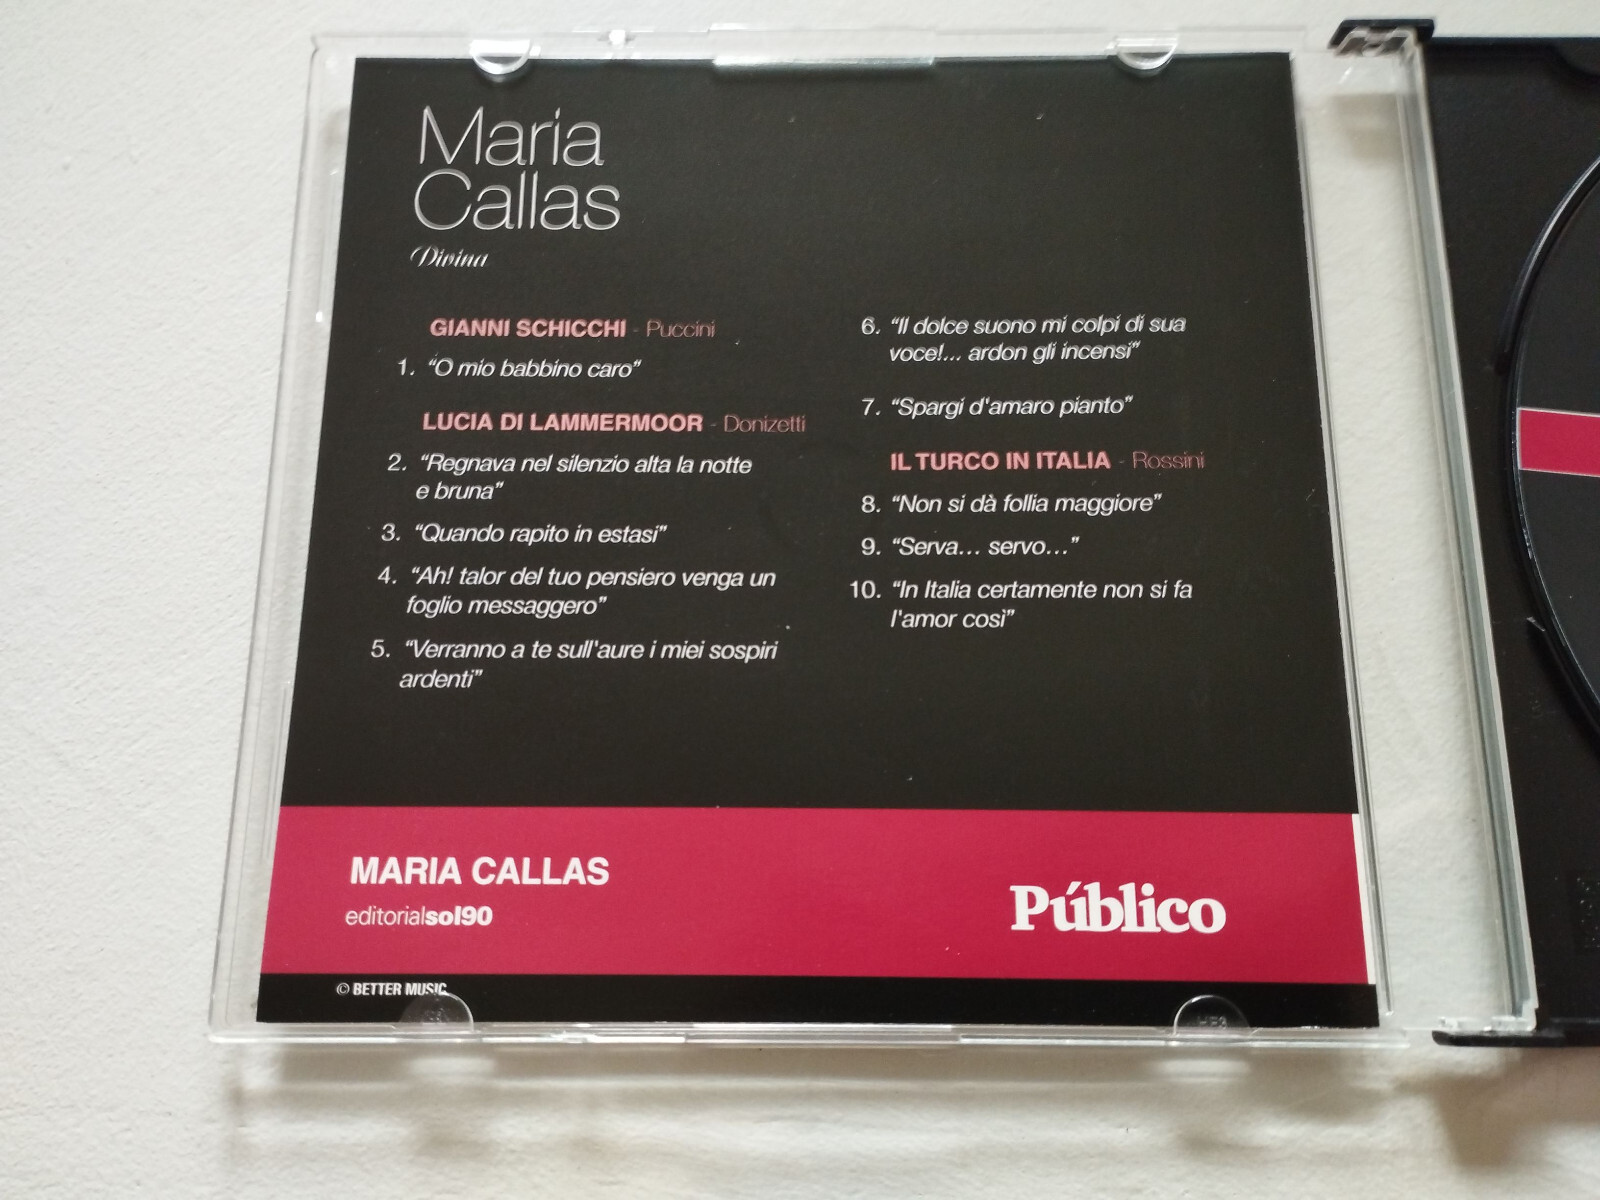 Maria
Callas
Divina
GIANNI SCHICCHI - Puccini
1. “O mio babbino caro”
LUCIA DI LAMMERMOOR - Donizetti
2. “Regnava nel silenzio alta la notte
e bruna”
3. “Quando rapito in estasi”
4. “Ah! talor del tuo pensiero venga un
foglio messaggero”
5. “Verranno a te sull'aure i miei sospiri
ardenti”
6. “Il dolce suono mi colpi di sua
voce!... ardon gli incensi”
7. “Spargi d'amaro pianto”
IL TURCO IN ITALIA - Rossini
8. “Non si dà follia maggiore”
9. “Serva... servo...”
10. “In Italia certamente non si fa
l'amor così”
MARIA CALLAS
editorialsol90
Público
© BETTER MUSIC